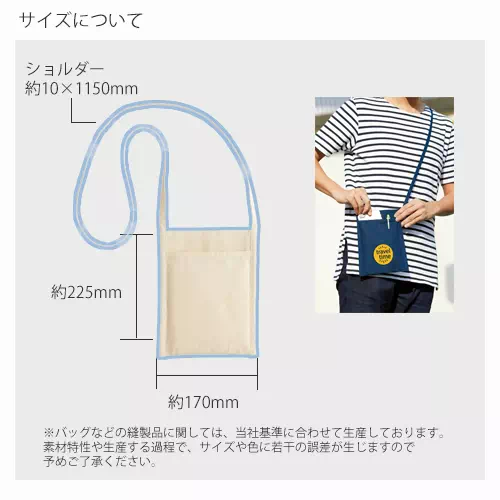 サイズについて
ショルダー
約10×1150mm
約225mm
約170mm
travel
time
※バッグなどの縫製品に関しては、当社基準に合わせて生産しております。
素材特性や生産する過程で、サイズや色に若干の誤差が生じますので
予めご了承ください。